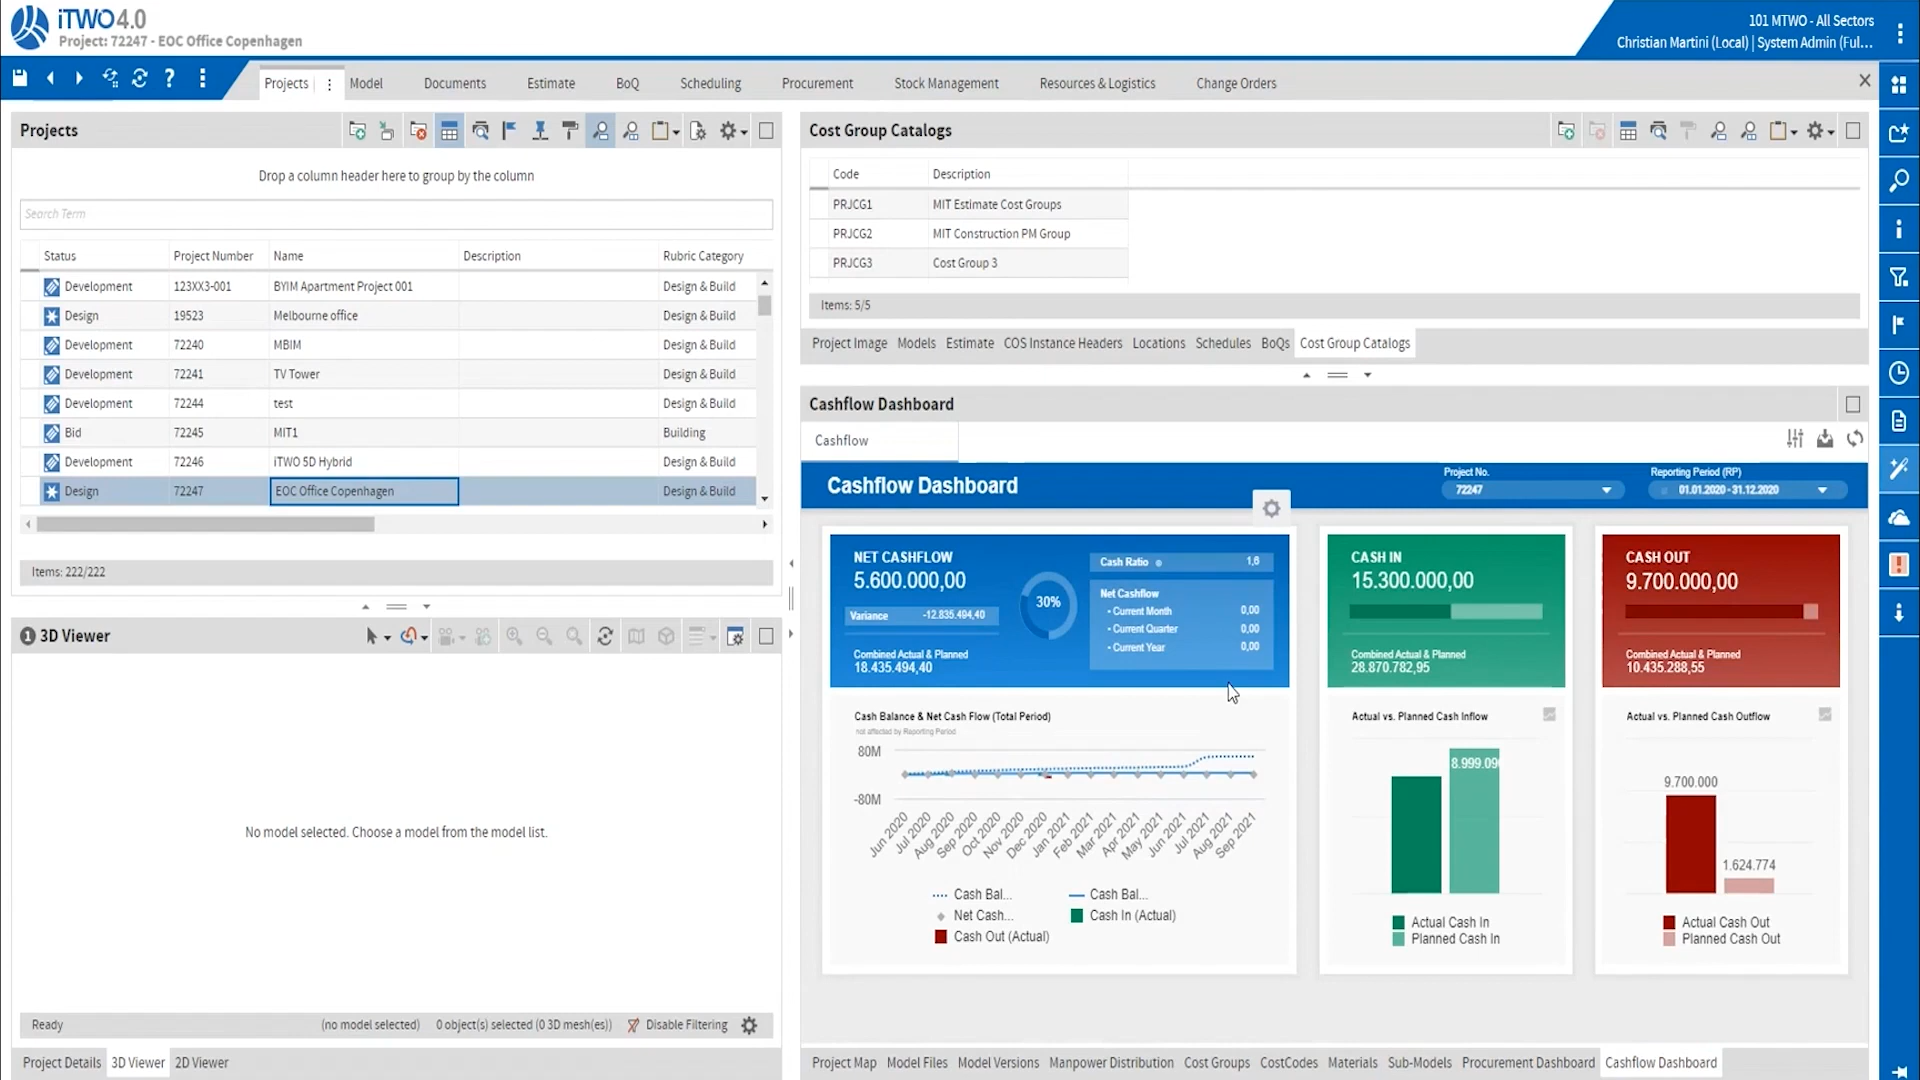 iTWO 4.0
Project: 72247 - EOC Office Copenhagen
101 MTWO - All Sectors
Christian Martini (Local) | System Admin (Ful...
Projects
Model
Documents
Estimate
BoQ
Scheduling
Procurement
Stock Management
Resources & Logistics
Change Orders
Projects
Drop a column header here to group by the column
Search Term
Status Project Number Name Description Rubric Category
Development 123XX3-001 BYIM Apartment Project 001 Design & Build
Design 19523 Melbourne office Design & Build
Development 72240 MBIM Design & Build
Development 72241 TV Tower Design & Build
Development 72244 test Design & Build
Bid 72245 MIT1 Building
Development 72246 iTWO 5D Hybrid Design & Build
Design 72247 EOC Office Copenhagen Design & Build
Items: 222/222
1 3D Viewer
No model selected. Choose a model from the model list.
Ready (no model selected) 0 object(s) selected (0 3D mesh(es)) Disable Filtering
Project Details 3D Viewer 2D Viewer
Cost Group Catalogs
Code Description
PRJCG1 MIT Estimate Cost Groups
PRJCG2 MIT Construction PM Group
PRJCG3 Cost Group 3
Items: 5/5
Project Image Models Estimate COS Instance Headers Locations Schedules BoQs Cost Group Catalogs
Cashflow Dashboard
Cashflow
Cashflow Dashboard
Project No.
72247
Reporting Period (RP)
01.01.2020 - 31.12.2020
NET CASHFLOW
5.600.000,00
Variance -12.835.494,40
Combined Actual & Planned
18.435.494,40
30%
Cash Ratio 1,6
Net Cashflow
• Current Month 0,00
• Current Quarter 0,00
• Current Year 0,00
CASH IN
15.300.000,00
Combined Actual & Planned
28.870.782,95
CASH OUT
9.700.000,00
Combined Actual & Planned
10.435.288,55
Cash Balance & Net Cash Flow (Total Period)
not affected by Reporting Period
80M
-80M
Jun 2020
Jul 2020
Aug 2020
Sep 2020
Oct 2020
Nov 2020
Dec 2020
Jan 2021
Feb 2021
Mar 2021
Apr 2021
May 2021
Jun 2021
Jul 2021
Aug 2021
Sep 2021
Cash Bal... Cash Bal...
Net Cash... Cash In (Actual)
Cash Out (Actual)
Actual vs. Planned Cash Inflow
8.999.09
Actual Cash In
Planned Cash In
Actual vs. Planned Cash Outflow
9.700.000
1.624.774
Actual Cash Out
Planned Cash Out
Project Map Model Files Model Versions Manpower Distribution Cost Groups CostCodes Materials Sub-Models Procurement Dashboard Cashflow Dashboard